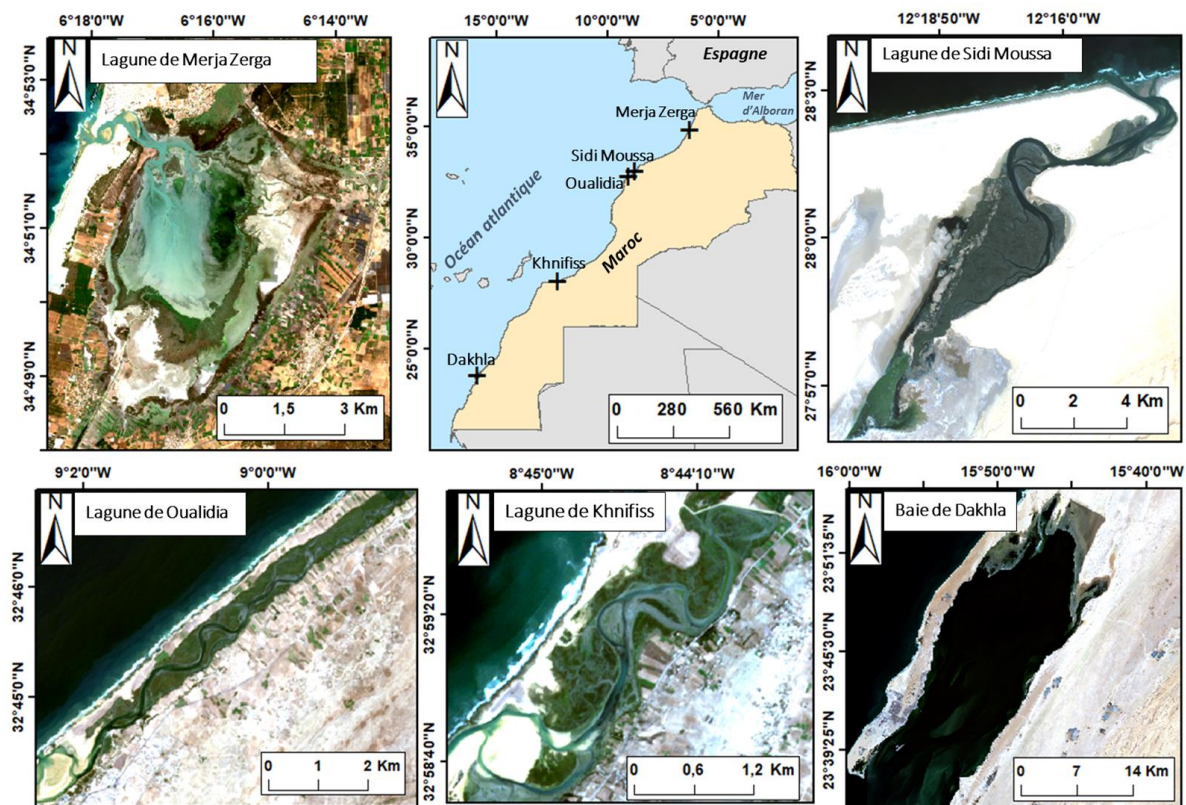 6°18'0"W 6°16'0"W 6°14'0"W
34°53'0"N
34°51'0"N
34°49'0"N
N
Lagune de Merja Zerga
0 1,5 3 Km
15°0'0"W 10°0'0"W 5°0'0"W
35°0'0"N
30°0'0"N
25°0'0"N
N
Espagne
Mer
d'Alboran
Merja Zerga
Sidi Moussa
Oualidia
Océan atlantique
Maroc
Khnifiss
Dakhla
0 280 560 Km
12°18'50"W 12°16'0"W
28°3'0"N
28°0'0"N
27°57'0"N
N
Lagune de Sidi Moussa
0 2 4 Km
9°2'0"W 9°0'0"W
32°46'0"N
32°45'0"N
N
Lagune de Oualidia
0 1 2 Km
8°45'0"W 8°44'10"W
32°59'20"N
32°58'40"N
N
Lagune de Khnifiss
0 0,6 1,2 Km
16°0'0"W 15°50'0"W 15°40'0"W
23°51'35"N
23°45'30"N
23°39'25"N
N
Baie de Dakhla
0 7 14 Km